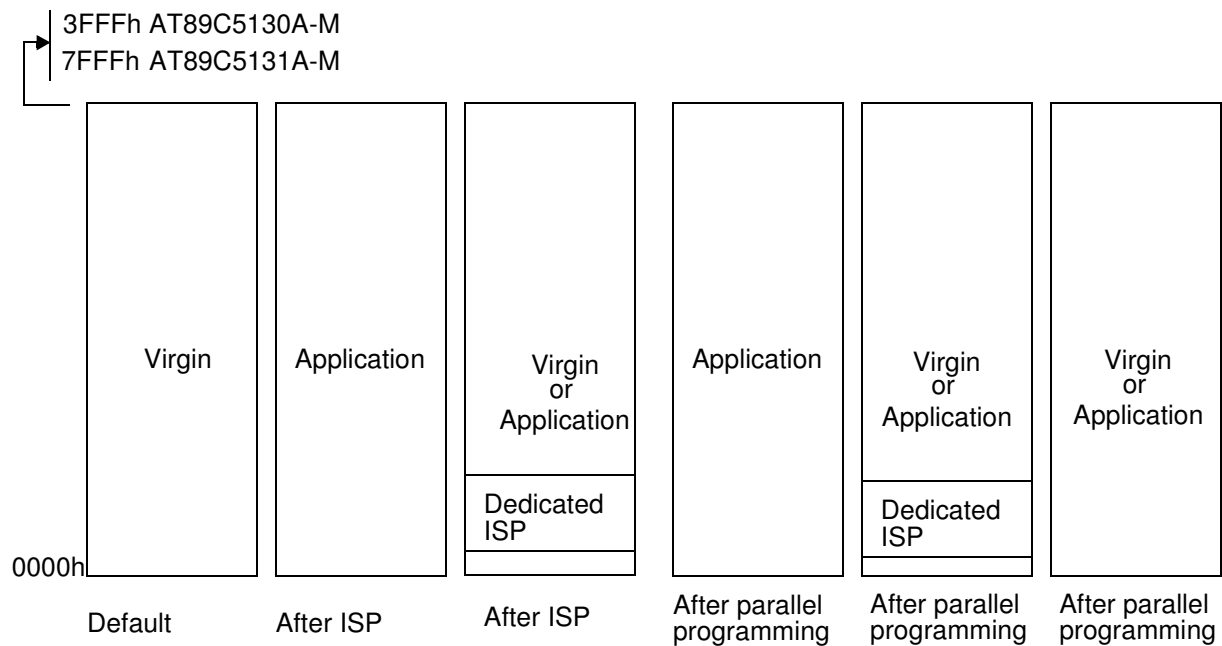 3FFFh AT89C5130A-M
7FFFh AT89C5131A-M
Virgin
Application
Virgin
or
Application
Application
Virgin
or
Application
Virgin
or
Application
Dedicated
ISP
Dedicated
ISP
0000h
Default
After ISP
After ISP
After parallel
programming
After parallel
programming
After parallel
programming